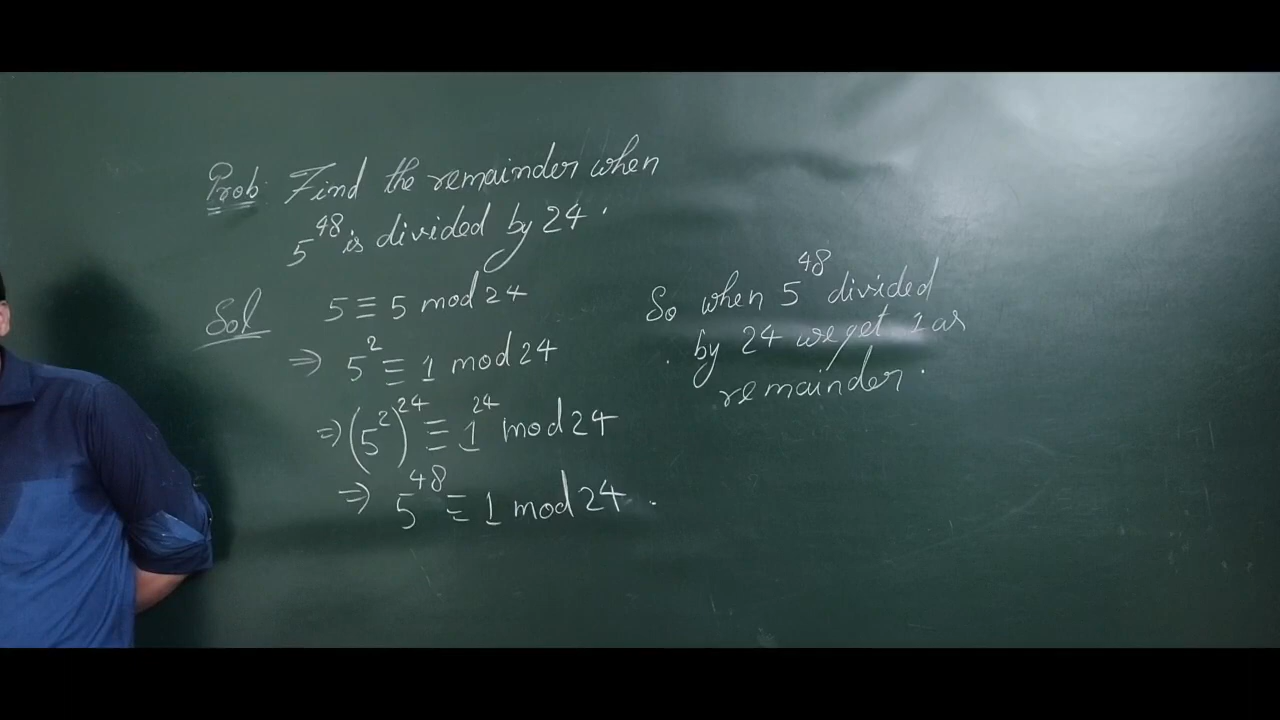 Prob: Find the remainder when
5^48 is divided by 24.
Sol 5 ≡ 5 mod 24
⇒ 5^2 ≡ 1 mod 24
⇒ (5^2)^24 ≡ 1^24 mod 24
⇒ 5^48 ≡ 1 mod 24.
So when 5^48 divided
by 24 we get 1 as
remainder.